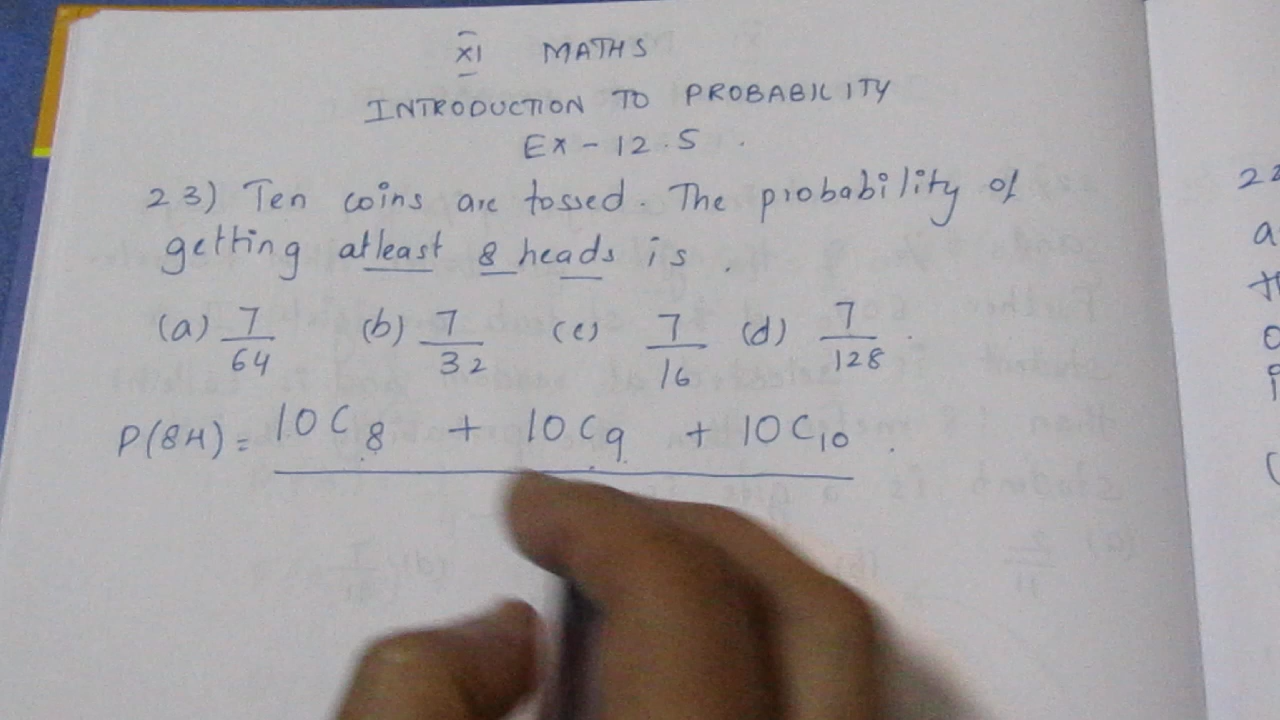 XI MATHS
INTRODUCTION TO PROBABILITY
EX - 12.5.
23) Ten coins are tossed. The probability of
getting atleast 8 heads is.
(a) 7/64 (b) 7/32 (c) 7/16 (d) 7/128.
P(8H) = 10C8 + 10C9 + 10C10.
22
a